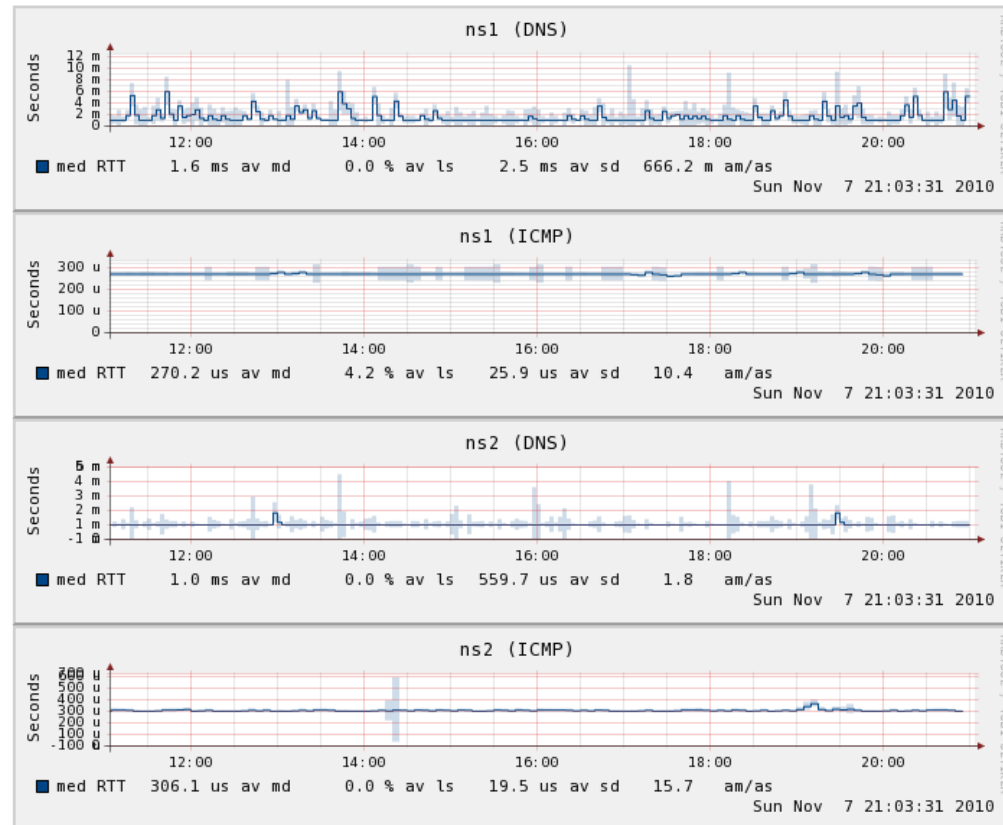 ns1 (DNS)
Seconds
12 m
10 m
8 m
6 m
4 m
2 m
0
12:00 14:00 16:00 18:00 20:00
med RTT 1.6 ms av md 0.0 % av ls 2.5 ms av sd 666.2 m am/as
Sun Nov 7 21:03:31 2010
ns1 (ICMP)
Seconds
300 u
200 u
100 u
0
12:00 14:00 16:00 18:00 20:00
med RTT 270.2 us av md 4.2 % av ls 25.9 us av sd 10.4 am/as
Sun Nov 7 21:03:31 2010
ns2 (DNS)
Seconds
5 m
4 m
3 m
2 m
1 m
0
-1 m
12:00 14:00 16:00 18:00 20:00
med RTT 1.0 ms av md 0.0 % av ls 559.7 us av sd 1.8 am/as
Sun Nov 7 21:03:31 2010
ns2 (ICMP)
Seconds
700 u
600 u
500 u
400 u
300 u
200 u
100 u
0
-100 u
12:00 14:00 16:00 18:00 20:00
med RTT 306.1 us av md 0.0 % av ls 19.5 us av sd 15.7 am/as
Sun Nov 7 21:03:31 2010